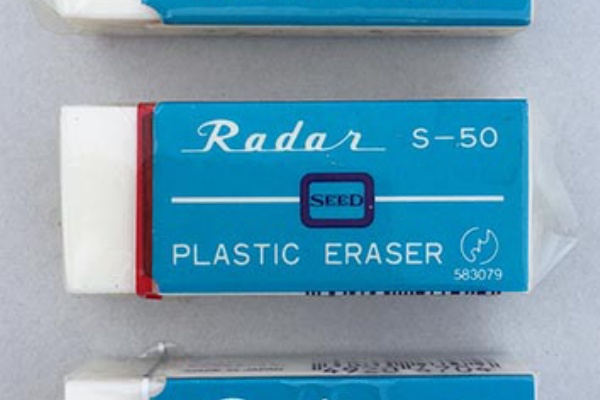 Radar S-50
SEED
PLASTIC ERASER
583079